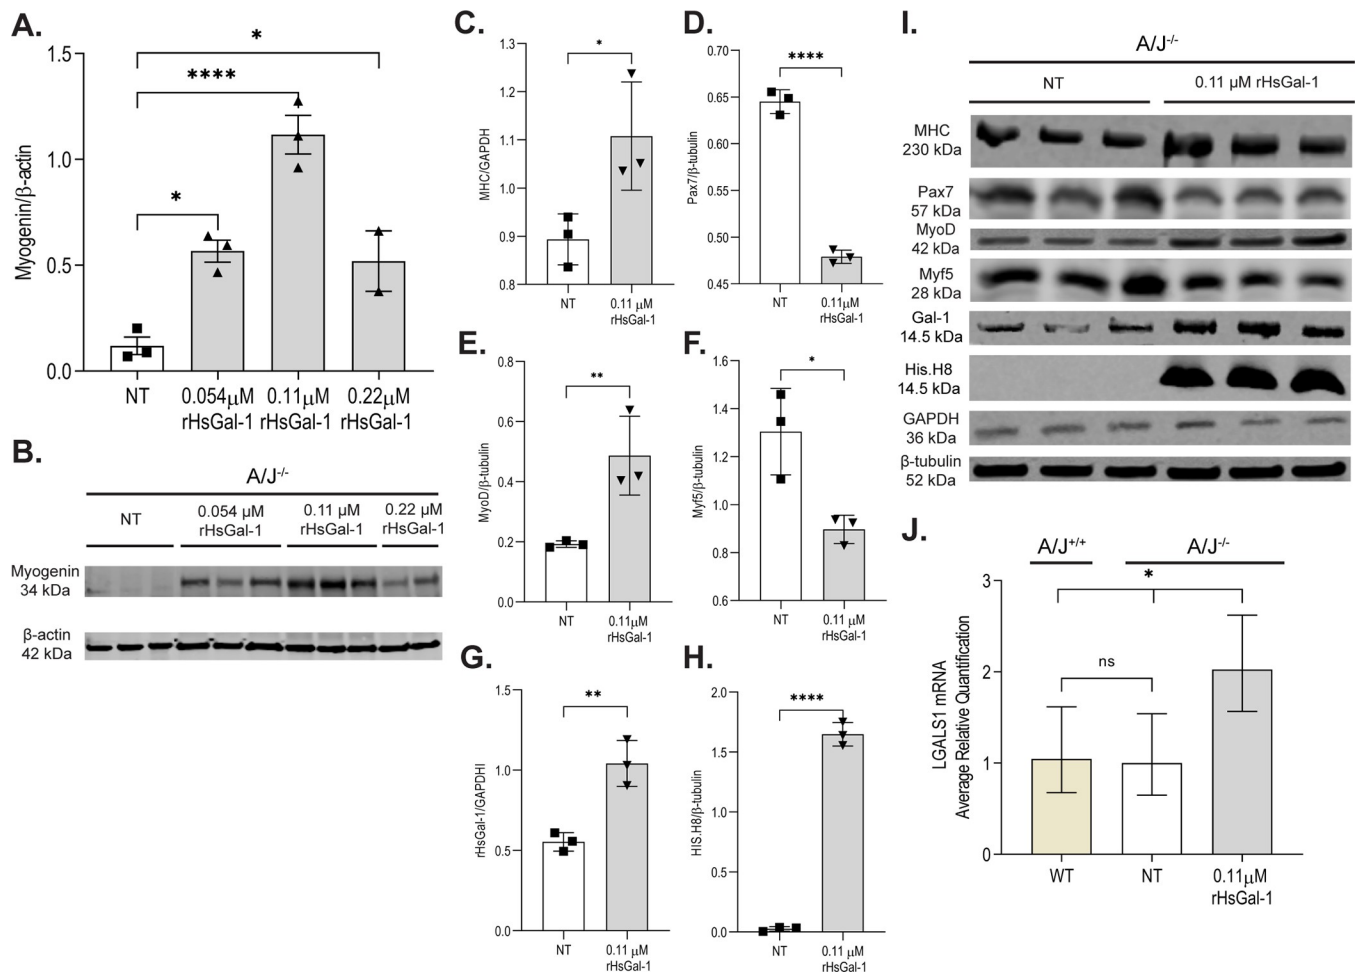 A.
Myogenin/β-actin
1.5
1.0
0.5
0.0
*
****
*
NT
0.054µM
rHsGal-1
0.11µM
rHsGal-1
0.22µM
rHsGal-1
B.
A/J-/-
NT
0.054 µM
rHsGal-1
0.11 µM
rHsGal-1
0.22 µM
rHsGal-1
Myogenin
34 kDa
β-actin
42 kDa
C.
MHC/GAPDH
1.3
1.1
1.0
0.9
0.8
*
NT
0.11 µM
rHsGal-1
D.
Pax7/β-tubulin
0.70
0.65
0.60
0.55
0.50
0.45
****
NT
0.11µM
rHsGal-1
E.
MyoD/β-tubulin
0.8
0.6
0.4
0.2
0.0
**
NT
0.11µM
rHsGal-1
F.
Myf5/β-tubulin
1.6
1.4
1.2
1.0
0.8
0.6
*
NT
0.11 µM
rHsGal-1
G.
rHsGal-1/GAPDHI
1.5
1.0
0.5
0.0
**
NT
0.11 µM
rHsGal-1
H.
HIS.H8/β-tubulin
2.0
1.5
1.0
0.5
0.0
****
NT
0.11 µM
rHsGal-1
I.
A/J-/-
NT
0.11 µM rHsGal-1
MHC
230 kDa
Pax7
57 kDa
MyoD
42 kDa
Myf5
28 kDa
Gal-1
14.5 kDa
His.H8
14.5 kDa
GAPDH
36 kDa
β-tubulin
52 kDa
J.
A/J+/+
A/J-/-
LGALS1 mRNA
Average Relative Quantification
3
2
1
0
*
ns
WT
NT
0.11µM
rHsGal-1